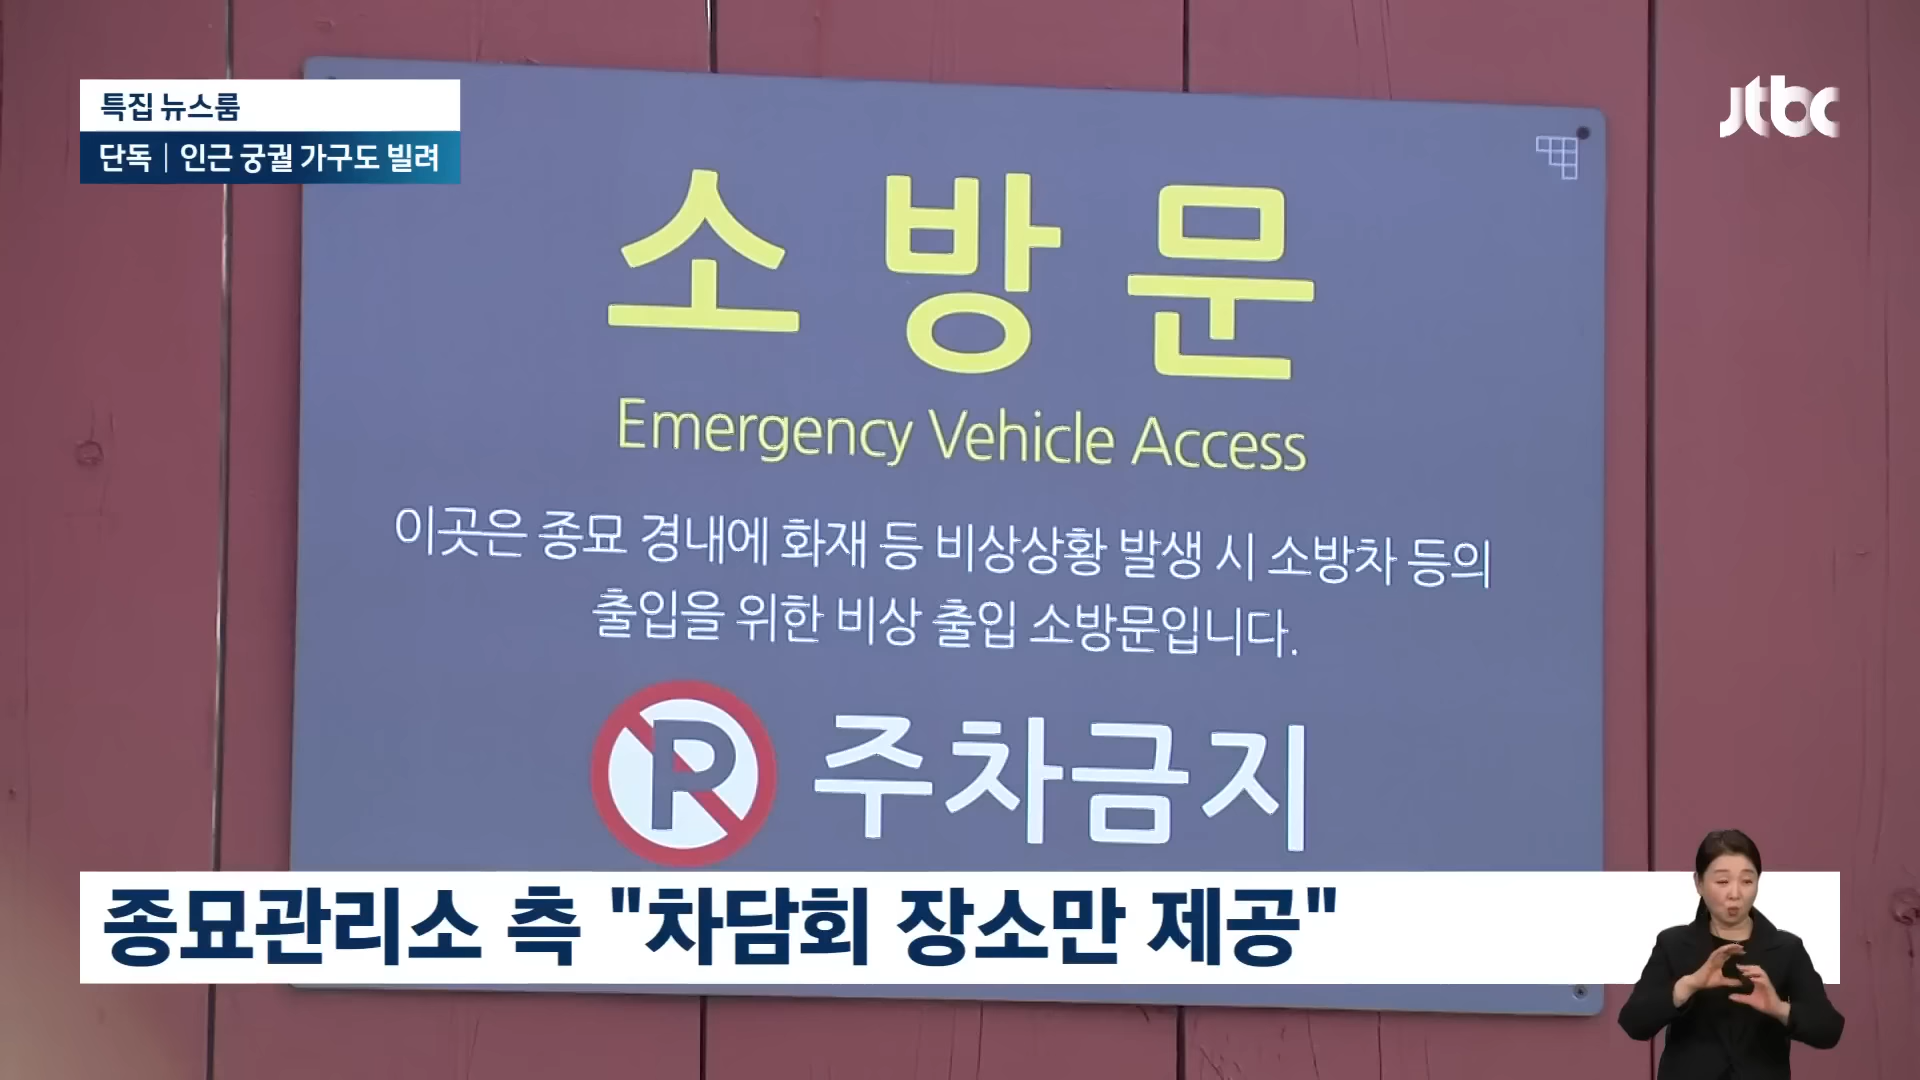 특집 뉴스룸
단독 | 인근 궁궐 가구도 빌려
jtbc
소방문
Emergency Vehicle Access
이곳은 종묘 경내에 화재 등 비상상황 발생 시 소방차 등의
출입을 위한 비상 출입 소방문입니다.
주차금지
종묘관리소 측 "차담회 장소만 제공"